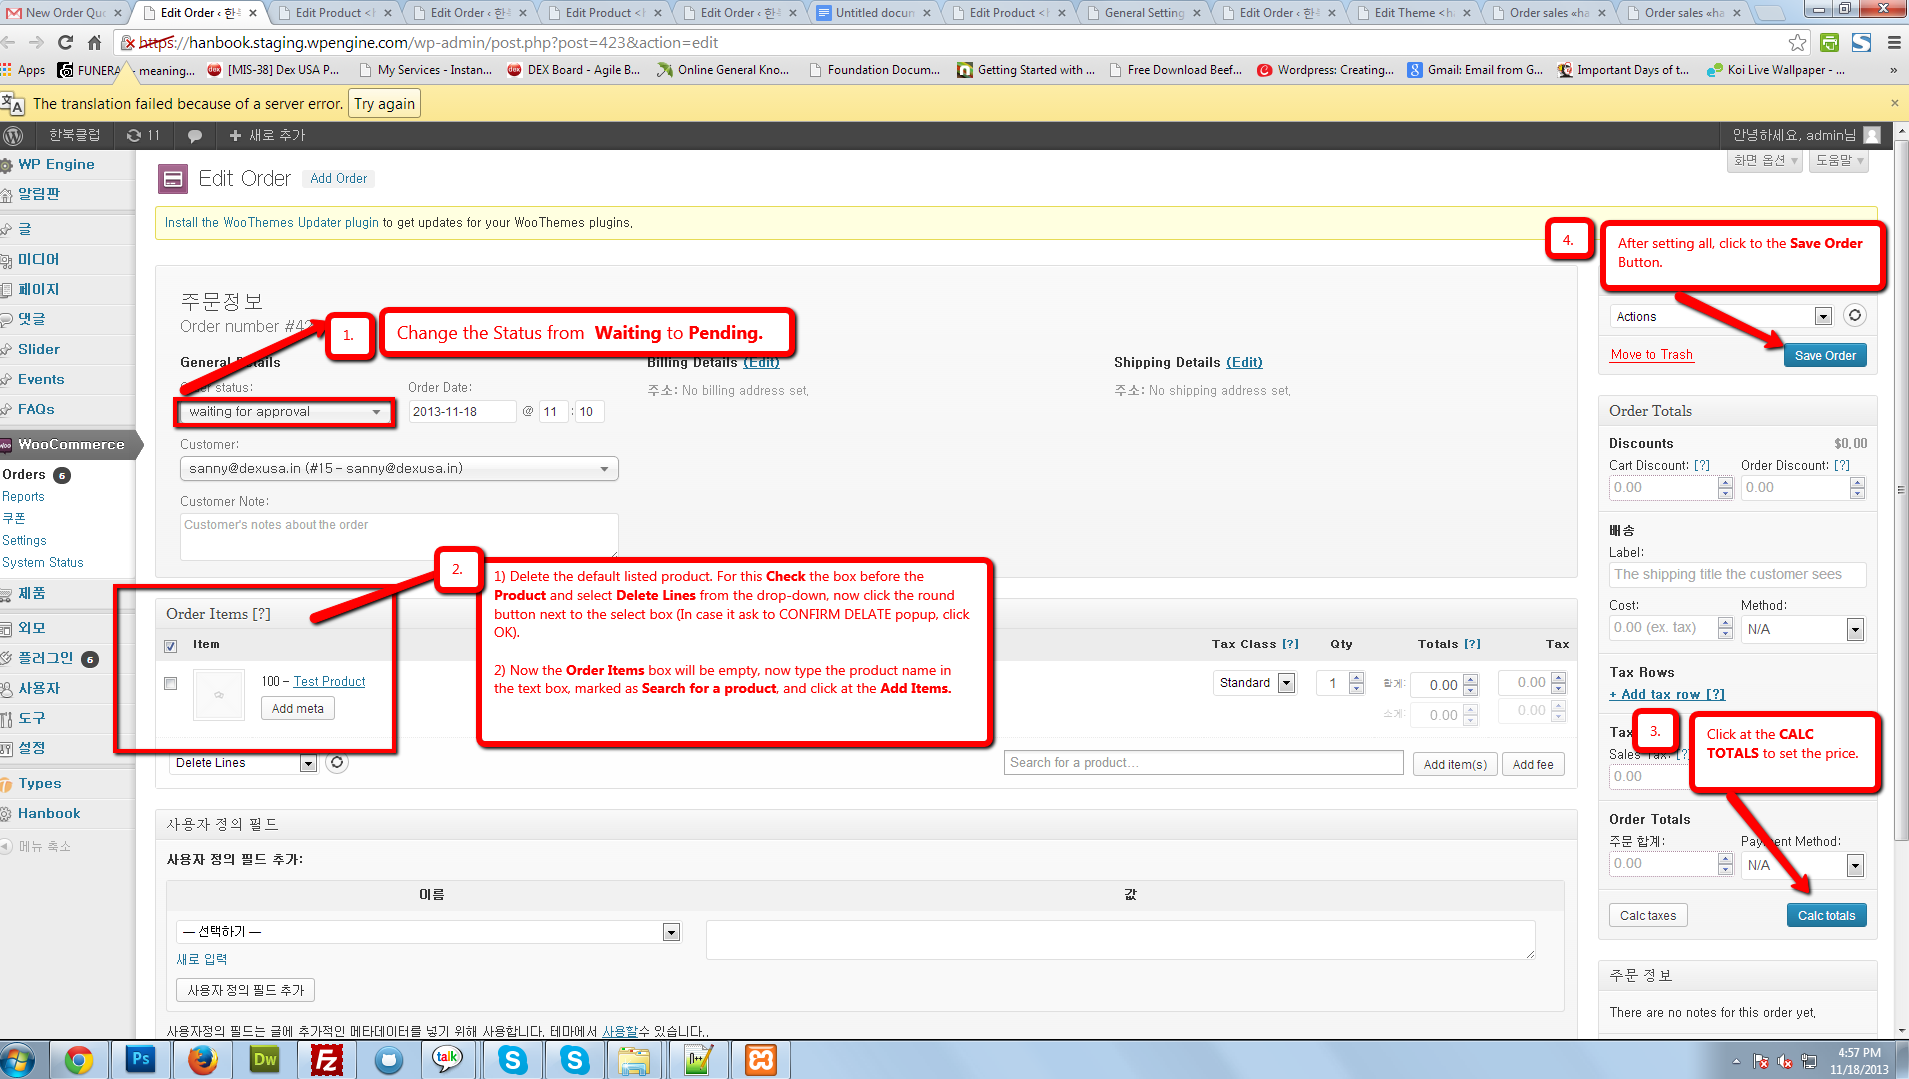 New Order Quo
Edit Order ‹ 한
Edit Product <
Edit Order ‹ 한
Edit Product <
Edit Order ‹ 한
Untitled docum
Edit Product <
General Setting
Edit Order ‹ 한
Edit Theme <h
Order sales «ha
Order sales «ha
https://hanbook.staging.wpengine.com/wp-admin/post.php?post=423&action=edit
Apps
FUNERA - meaning...
[MIS-38] Dex USA P...
My Services - Instan...
DEX Board - Agile B...
Online General Kno...
Foundation Docum...
Getting Started with ...
Free Download Beef...
Wordpress: Creating...
Gmail: Email from G...
Important Days of t...
Koi Live Wallpaper - ...
The translation failed because of a server error. Try again
한북클럽 11 + 새로 추가
안녕하세요, admin님
화면 옵션 도움말
WP Engine
알림판
글
미디어
페이지
댓글
Slider
Events
FAQs
WooCommerce
Orders 6
Reports
쿠폰
Settings
System Status
제품
외모
플러그인 6
사용자
도구
설정
Types
Hanbook
메뉴 축소
Edit Order Add Order
Install the WooThemes Updater plugin to get updates for your WooThemes plugins.
주문정보
Order number #42
1.
Change the Status from Waiting to Pending.
General Details
Order status:
waiting for approval
Order Date:
2013-11-18 @ 11 : 10
Customer:
sanny@dexusa.in (#15 – sanny@dexusa.in)
Customer Note:
Customer's notes about the order
Billing Details (Edit)
주소: No billing address set.
Shipping Details (Edit)
주소: No shipping address set.
2.
1) Delete the default listed product. For this Check the box before the
Product and select Delete Lines from the drop-down, now click the round
button next to the select box (In case it ask to CONFIRM DELATE popup, click
OK).
2) Now the Order Items box will be empty, now type the product name in
the text box, marked as Search for a product, and click at the Add Items.
Order Items [?]
Item
Tax Class [?] Qty Totals [?] Tax
100 – Test Product
Add meta
Standard 1 합계: 0.00 0.00
소계: 0.00 0.00
Delete Lines
Search for a product…
Add item(s) Add fee
사용자 정의 필드
사용자 정의 필드 추가:
이름 값
— 선택하기 —
새로 입력
사용자 정의 필드 추가
사용자정의 필드는 글에 추가적인 메타데이터를 넣기 위해 사용합니다. 테마에서 사용할수 있습니다..
4.
After setting all, click to the Save Order
Button.
Actions
Move to Trash Save Order
Order Totals
Discounts $0.00
Cart Discount: [?] Order Discount: [?]
0.00 0.00
배송
Label:
The shipping title the customer sees
Cost: Method:
0.00 (ex. tax) N/A
Tax Rows
+ Add tax row [?]
Tax
Sales Tax: [?]
0.00
3.
Click at the CALC
TOTALS to set the price.
Order Totals
주문 합계: Payment Method:
0.00 N/A
Calc taxes Calc totals
주문 정보
There are no notes for this order yet.
Ps
Dw
Fz
talk
4:57 PM
11/18/2013